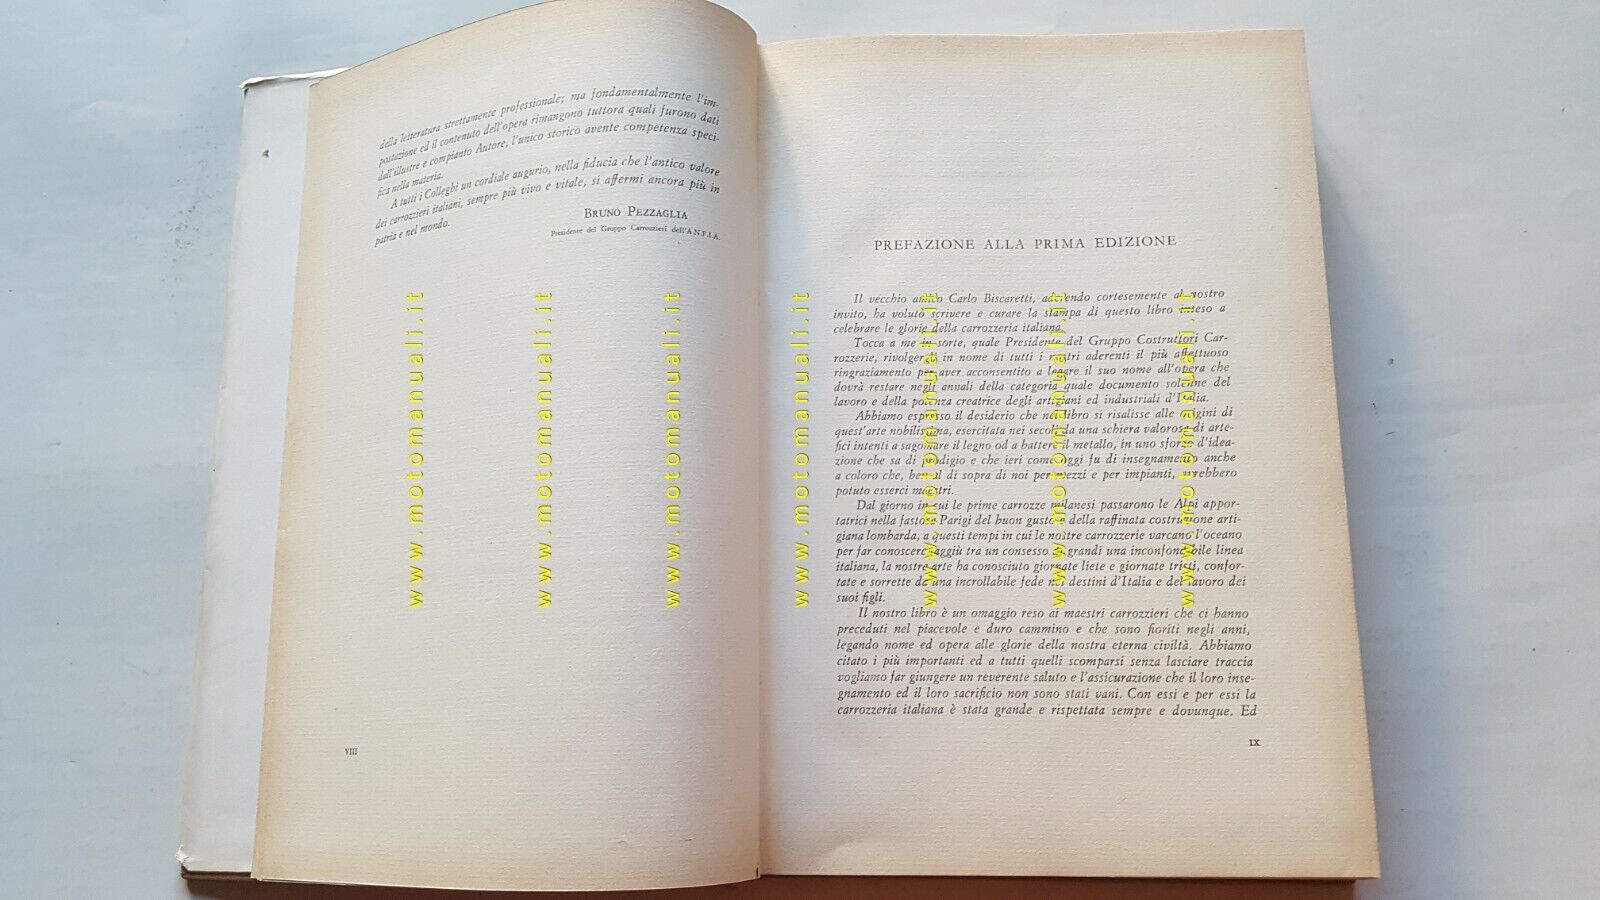 della letteratura strettamente professionale; ma fondamentalmente l'im-
postazione ed il contenuto dell'opera rimangono tuttora quali furono dati
dall'illustre e compianto Autore, l'unico storico avente competenza speci-
fica nella materia.
A tutti i Colleghi un cordiale augurio, nella fiducia che l'antico valore
dei carrozzieri italiani, sempre più vivo e vitale, si affermi ancora più in
patria e nel mondo.
BRUNO PEZZAGLIA
Presidente del Gruppo Carrozzieri dell'A.N.F.I.A.
VIII
PREFAZIONE ALLA PRIMA EDIZIONE
Il vecchio amico Carlo Biscaretti, aderendo cortesemente al nostro
invito, ha voluto scrivere e curare la stampa di questo libro inteso a
celebrare le glorie della carrozzeria italiana.
Tocca a me in sorte, quale Presidente del Gruppo Costruttori Car-
rozzerie, rivolgere in nome di tutti i nostri aderenti il più affettuoso
ringraziamento per aver acconsentito a legare il suo nome all'opera che
dovrà restare negli annali della categoria quale documento solenne del
lavoro e della potenza creatrice degli artigiani ed industriali d'Italia.
Abbiamo espresso il desiderio che nel libro si risalisse alle origini di
quest'arte nobilissima, esercitata nei secoli da una schiera valorosa di arte-
fici intenti a sagomare il legno od a battere il metallo, in uno sforzo d'idea-
zione che sa di prodigio e che ieri come oggi fu di insegnamento anche
a coloro che, ben al di sopra di noi per mezzi e per impianti, avrebbero
potuto esserci maestri.
Dal giorno in cui le prime carrozze milanesi passarono le Alpi appor-
tatrici nella fastosa Parigi del buon gusto e della raffinata costruzione arti-
giana lombarda, a questi tempi in cui le nostre carrozzerie varcano l'oceano
per far conoscere laggiù tra un consesso di grandi una inconfondibile linea
italiana, la nostra arte ha conosciuto giornate liete e giornate tristi, confor-
tate e sorrette da una incrollabile fede nei destini d'Italia e del lavoro dei
suoi figli.
Il nostro libro è un omaggio reso ai maestri carrozzieri che ci hanno
preceduti nel piacevole e duro cammino e che sono fioriti negli anni,
legando nome ed opera alle glorie della nostra eterna civiltà. Abbiamo
citato i più importanti ed a tutti quelli scomparsi senza lasciare traccia
vogliamo far giungere un reverente saluto e l'assicurazione che il loro inse-
gnamento ed il loro sacrificio non sono stati vani. Con essi e per essi la
carrozzeria italiana è stata grande e rispettata sempre e dovunque. Ed
IX
www.motomanuali.it
www.motomanuali.it
www.motomanuali.it
www.motomanuali.it
www.motomanuali.it
www.motomanuali.it
www.motomanuali.it